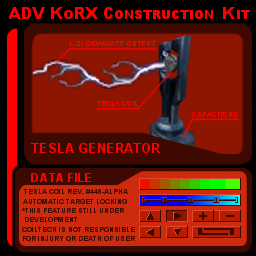 ADV KoRX Construction Kit
1.21 GIGAWATT OUTPUT
TESLA COIL
CAPACITORS
TESLA GENERATOR
DATA FILE
TESLA COIL REV. #446-ALPHA
AUTOMATIC TARGET LOCKING
*THIS FEATURE STILL UNDER
DEVELOPMENT
COILTECH IS NOT RESPONSIBLE
FOR INJURY OR DEATH OF USER